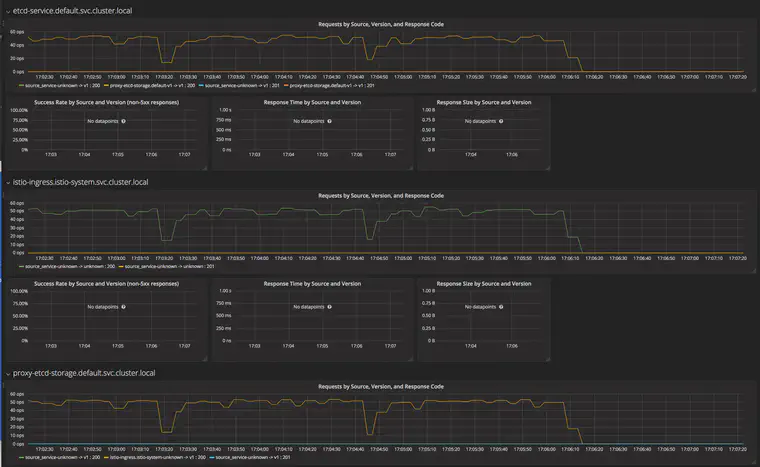 etcd-service.default.svc.cluster.local
Requests by Source, Version, and Response Code
60 ops
50 ops
40 ops
30 ops
20 ops
10 ops
0 ops
17:02:30 17:02:40 17:02:50 17:03:00 17:03:10 17:03:20 17:03:30 17:03:40 17:03:50 17:04:00 17:04:10 17:04:20 17:04:30 17:04:40 17:04:50 17:05:00 17:05:10 17:05:20 17:05:30 17:05:40 17:05:50 17:06:00 17:06:10 17:06:20 17:06:30 17:06:40 17:06:50 17:07:00 17:07:10 17:07:20
source_service-unknown -> v1 : 200 proxy-etcd-storage.default-v1 -> v1 : 200 source_service-unknown -> v1 : 201 proxy-etcd-storage.default-v1 -> v1 : 201
Success Rate by Source and Version (non-5xx responses) Response Time by Source and Version Response Size by Source and Version
100.00% 1.00 s 1.00 B
75.00% No datapoints 750 ms No datapoints 0.75 B No datapoints
50.00% 500 ms 0.50 B
25.00% 250 ms 0.25 B
0% 0 ms 0 B
17:03 17:04 17:05 17:06 17:07 17:03 17:04 17:05 17:06 17:07 17:04 17:06
istio-ingress.istio-system.svc.cluster.local
Requests by Source, Version, and Response Code
60 ops
50 ops
40 ops
30 ops
20 ops
10 ops
0 ops
17:02:30 17:02:40 17:02:50 17:03:00 17:03:10 17:03:20 17:03:30 17:03:40 17:03:50 17:04:00 17:04:10 17:04:20 17:04:30 17:04:40 17:04:50 17:05:00 17:05:10 17:05:20 17:05:30 17:05:40 17:05:50 17:06:00 17:06:10 17:06:20 17:06:30 17:06:40 17:06:50 17:07:00 17:07:10 17:07:20
source_service-unknown -> unknown : 200 source_service-unknown -> unknown : 201
Success Rate by Source and Version (non-5xx responses) Response Time by Source and Version Response Size by Source and Version
100.00% 1.00 s 1.00 B
75.00% No datapoints 750 ms No datapoints 0.75 B No datapoints
50.00% 500 ms 0.50 B
25.00% 250 ms 0.25 B
0% 0 ms 0 B
17:03 17:04 17:05 17:06 17:07 17:03 17:04 17:05 17:06 17:07 17:04 17:06
proxy-etcd-storage.default.svc.cluster.local
Requests by Source, Version, and Response Code
60 ops
50 ops
40 ops
30 ops
20 ops
10 ops
0 ops
17:02:30 17:02:40 17:02:50 17:03:00 17:03:10 17:03:20 17:03:30 17:03:40 17:03:50 17:04:00 17:04:10 17:04:20 17:04:30 17:04:40 17:04:50 17:05:00 17:05:10 17:05:20 17:05:30 17:05:40 17:05:50 17:06:00 17:06:10 17:06:20 17:06:30 17:06:40 17:06:50 17:07:00 17:07:10 17:07:20
source_service-unknown -> v1 : 200 istio-ingress.istio-system-unknown -> v1 : 200 source_service-unknown -> v1 : 201